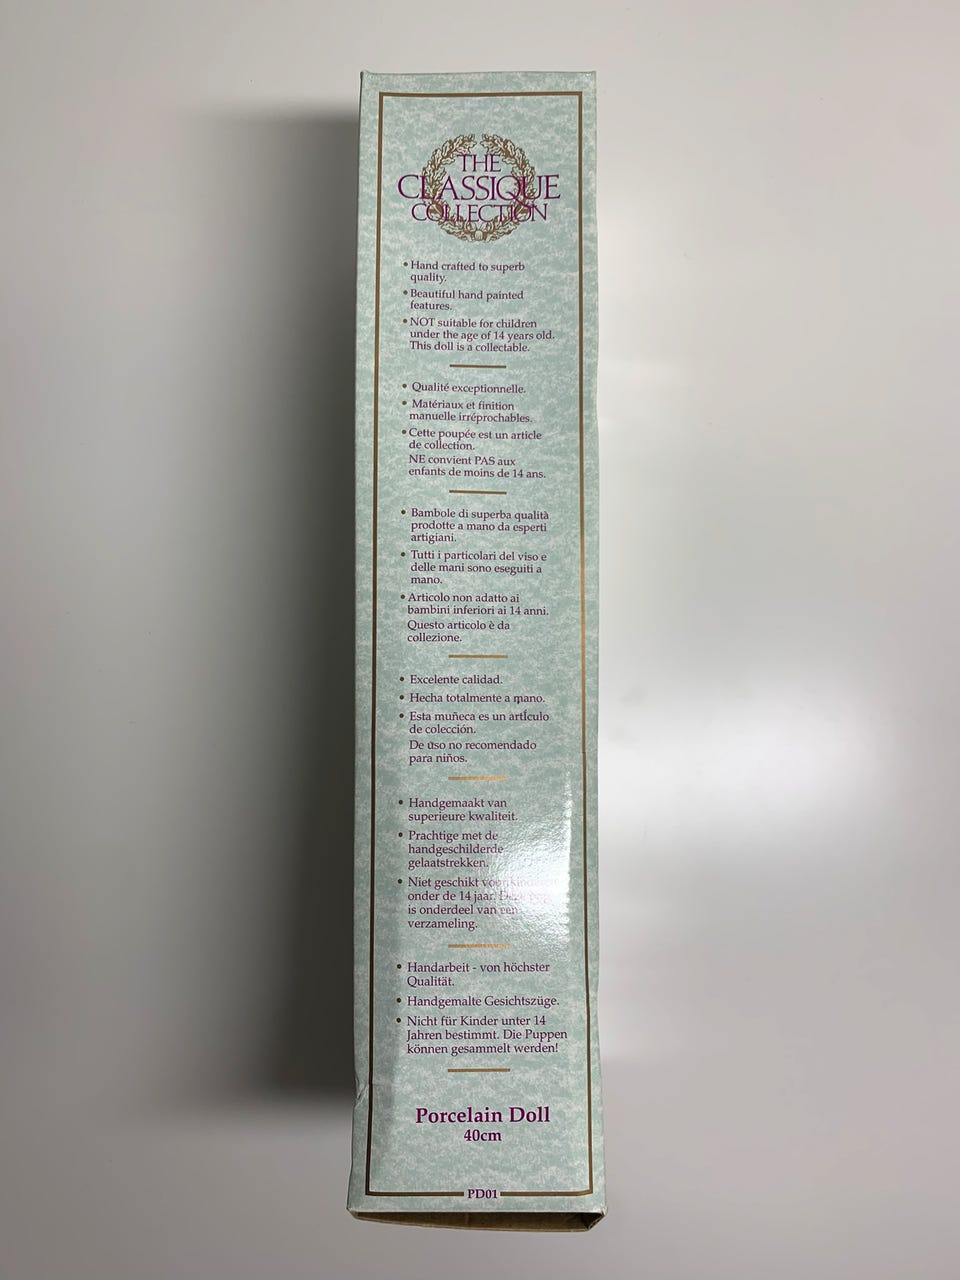 THE
CLASSIQUE
COLLECTION
• Hand crafted to superb
quality.
• Beautiful hand painted
features.
• NOT suitable for children
under the age of 14 years old.
This doll is a collectable.
• Qualité exceptionnelle.
• Matériaux et finition
manuelle irréprochables.
• Cette poupée est un article
de collection.
NE convient PAS aux
enfants de moins de 14 ans.
• Bambole di superba qualità
prodotte a mano da esperti
artigiani.
• Tutti i particolari del viso e
delle mani sono eseguiti a
mano.
• Articolo non adatto ai
bambini inferiori ai 14 anni.
Questo articolo è da
collezione.
• Excelente calidad.
• Hecha totalmente a mano.
• Esta muñeca es un artículo
de colección.
De uso no recomendado
para niños.
• Handgemaakt van
superieure kwaliteit.
• Prachtige met de
handgeschilderde
gelaatstrekken.
• Niet geschikt voor kinderen
onder de 14 jaar. Deze pop
is onderdeel van een
verzameling.
• Handarbeit - von höchster
Qualität.
• Handgemalte Gesichtszüge.
• Nicht für Kinder unter 14
Jahren bestimmt. Die Puppen
können gesammelt werden!
Porcelain Doll
40cm
PD01